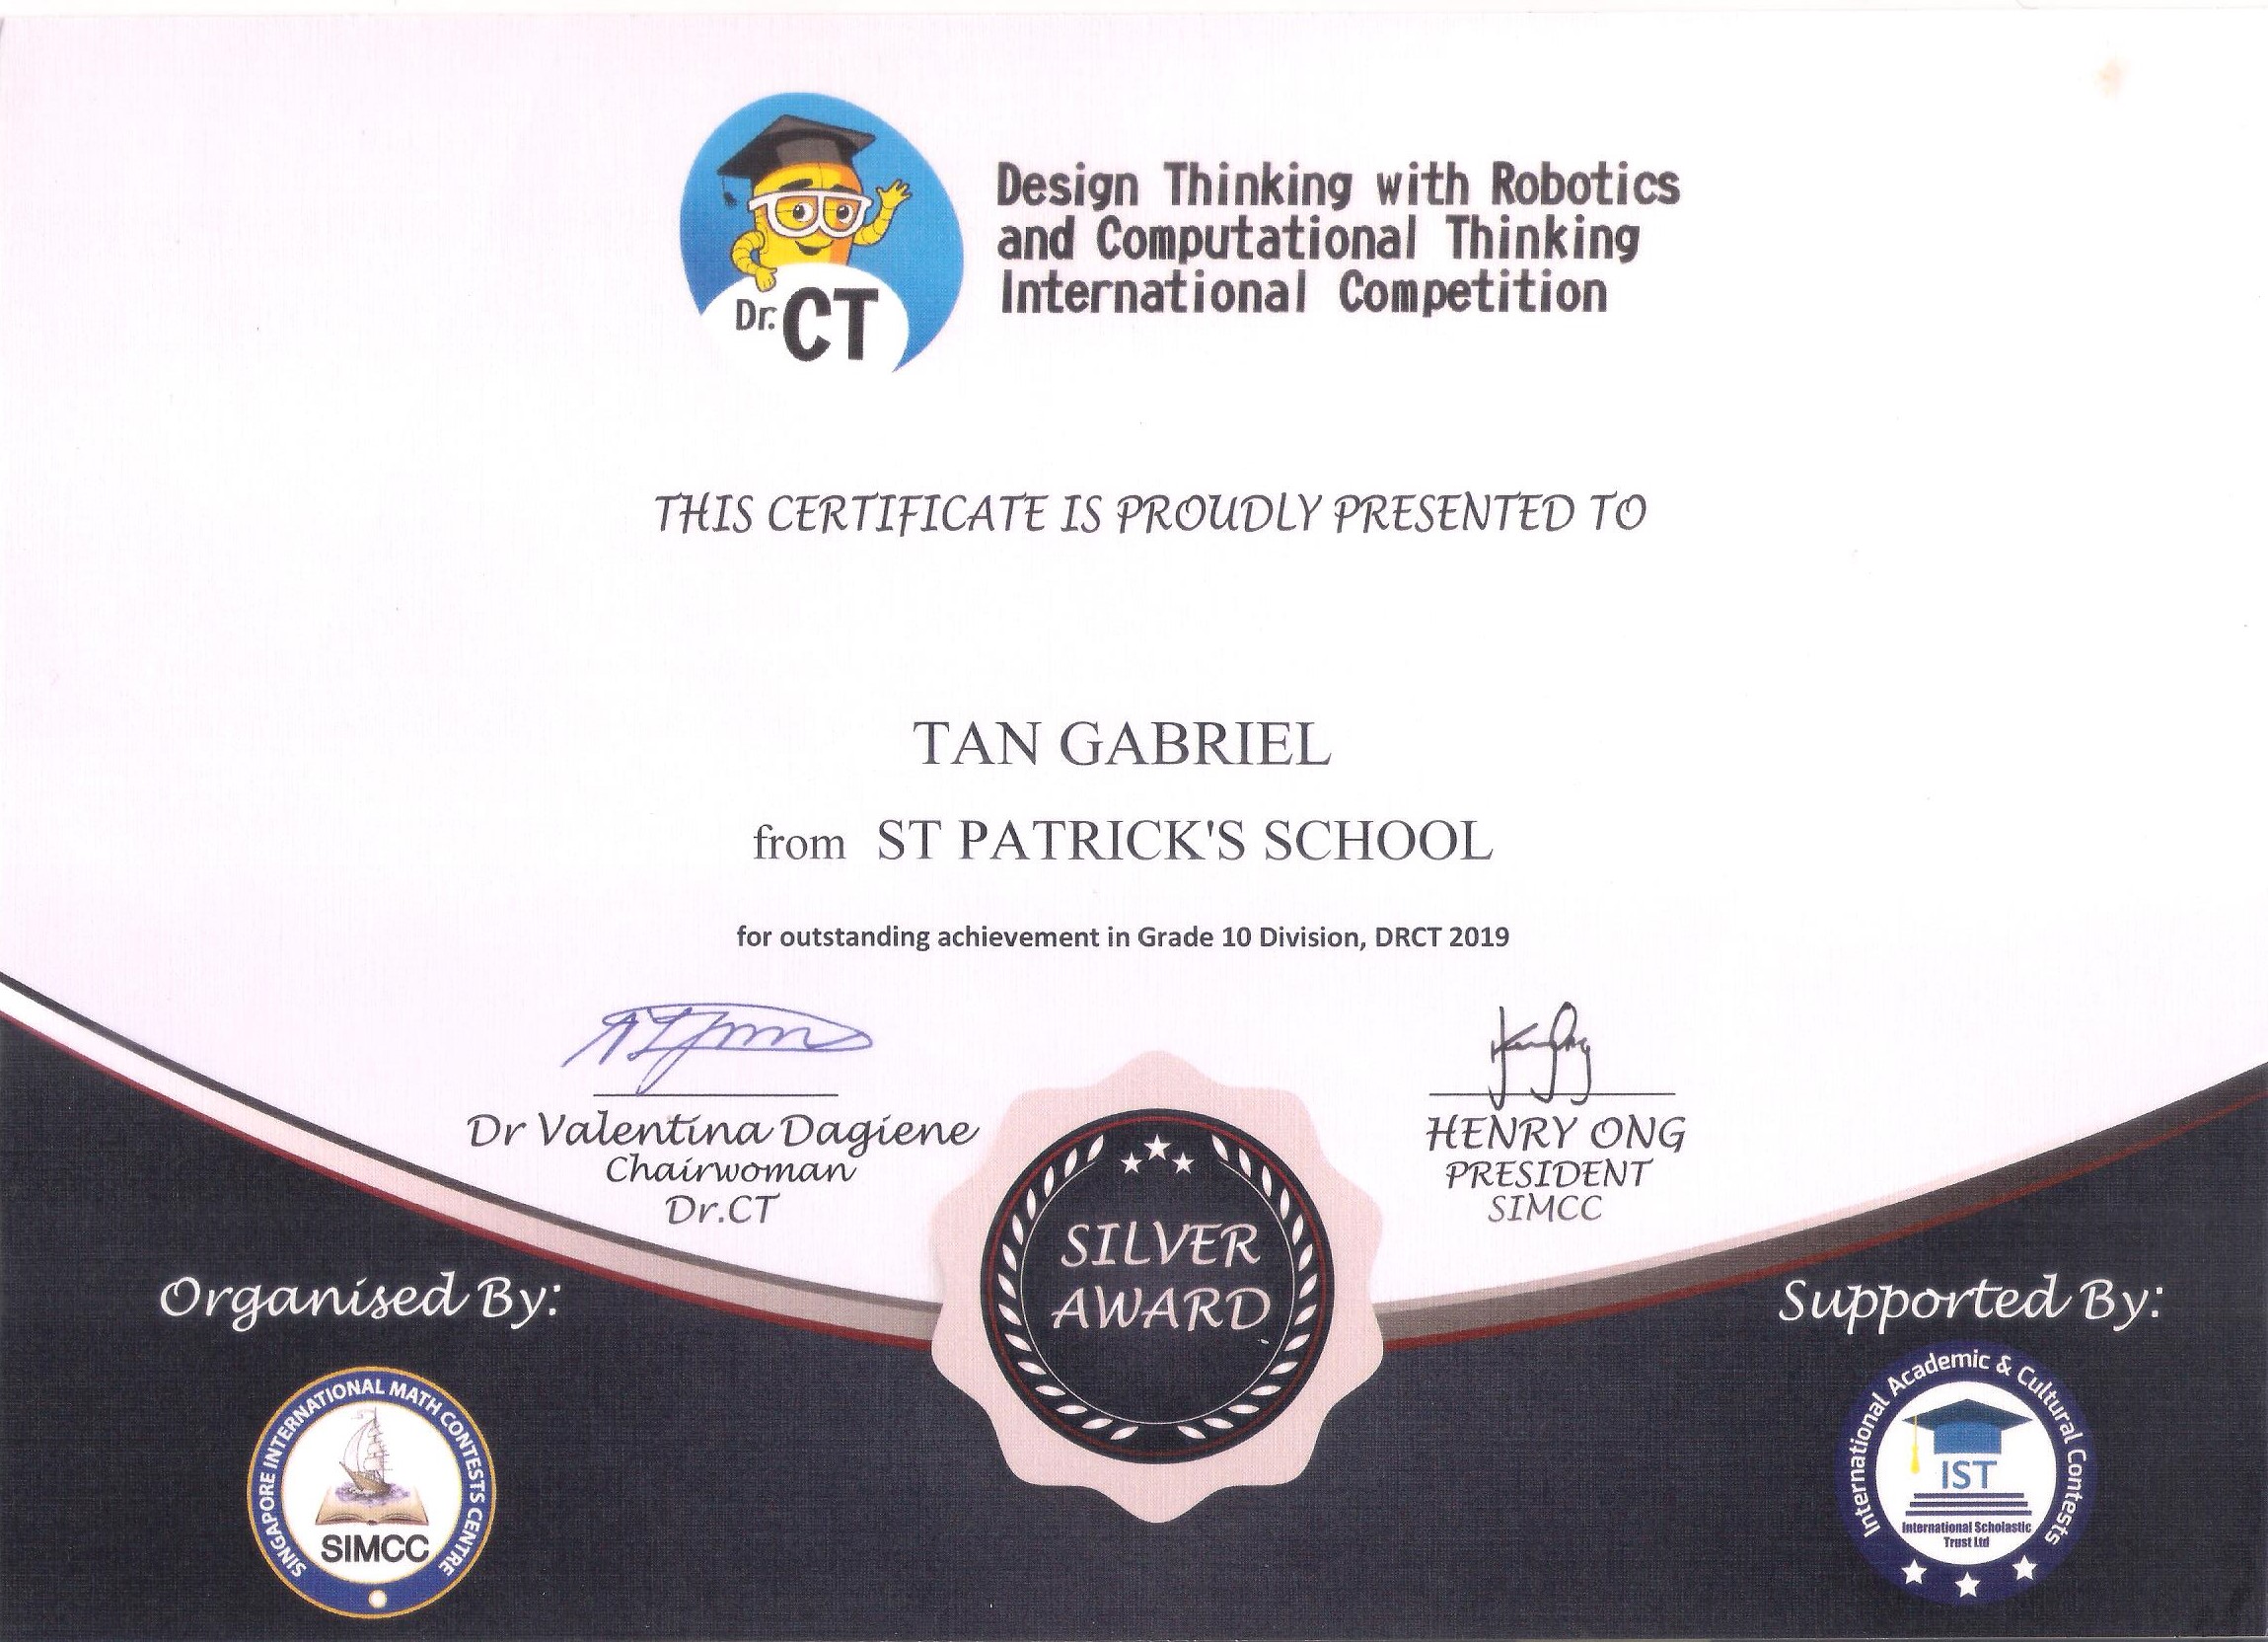 Design Thinking with Robotics
and Computational Thinking
International Competition
Dr. CT
THIS CERTIFICATE IS PROUDLY PRESENTED TO
TAN GABRIEL
from ST PATRICK'S SCHOOL
for outstanding achievement in Grade 10 Division, DRCT 2019
Dr Valentina Dagiene
Chairwoman
Dr.CT
HENRY ONG
PRESIDENT
SIMCC
SILVER
AWARD
Organised By:
SINGAPORE INTERNATIONAL MATH CONTESTS CENTRE
SIMCC
Supported By:
International Academic & Cultural Contests
IST
International Scholastic
Trust Ltd